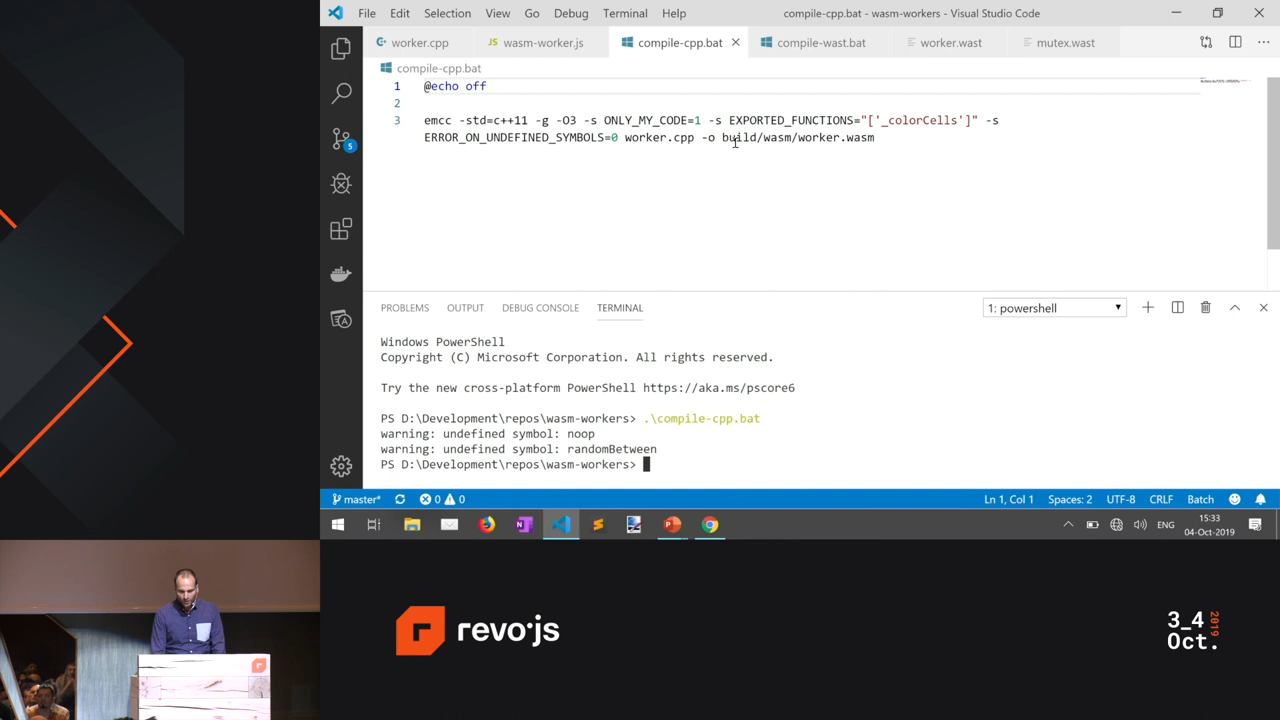 File Edit Selection View Go Debug Terminal Help
compile-cpp.bat - wasm-workers - Visual Studio Code
worker.cpp
JS wasm-worker.js
compile-cpp.bat
compile-wast.bat
worker.wast
mutex.wast
compile-cpp.bat
1 @echo off
2
3 emcc -std=c++11 -g -O3 -s ONLY_MY_CODE=1 -s EXPORTED_FUNCTIONS="['_colorCells']" -s
ERROR_ON_UNDEFINED_SYMBOLS=0 worker.cpp -o build/wasm/worker.wasm
5
PROBLEMS OUTPUT DEBUG CONSOLE TERMINAL
1: powershell
Windows PowerShell
Copyright (C) Microsoft Corporation. All rights reserved.
Try the new cross-platform PowerShell https://aka.ms/pscore6
PS D:\Development\repos\wasm-workers> .\compile-cpp.bat
warning: undefined symbol: noop
warning: undefined symbol: randomBetween
PS D:\Development\repos\wasm-workers>
master* 0 0
Ln 1, Col 1 Spaces: 2 UTF-8 CRLF Batch
ENG
15:33
04-Oct-2019
r revo·js
3_4
Oct.
2019